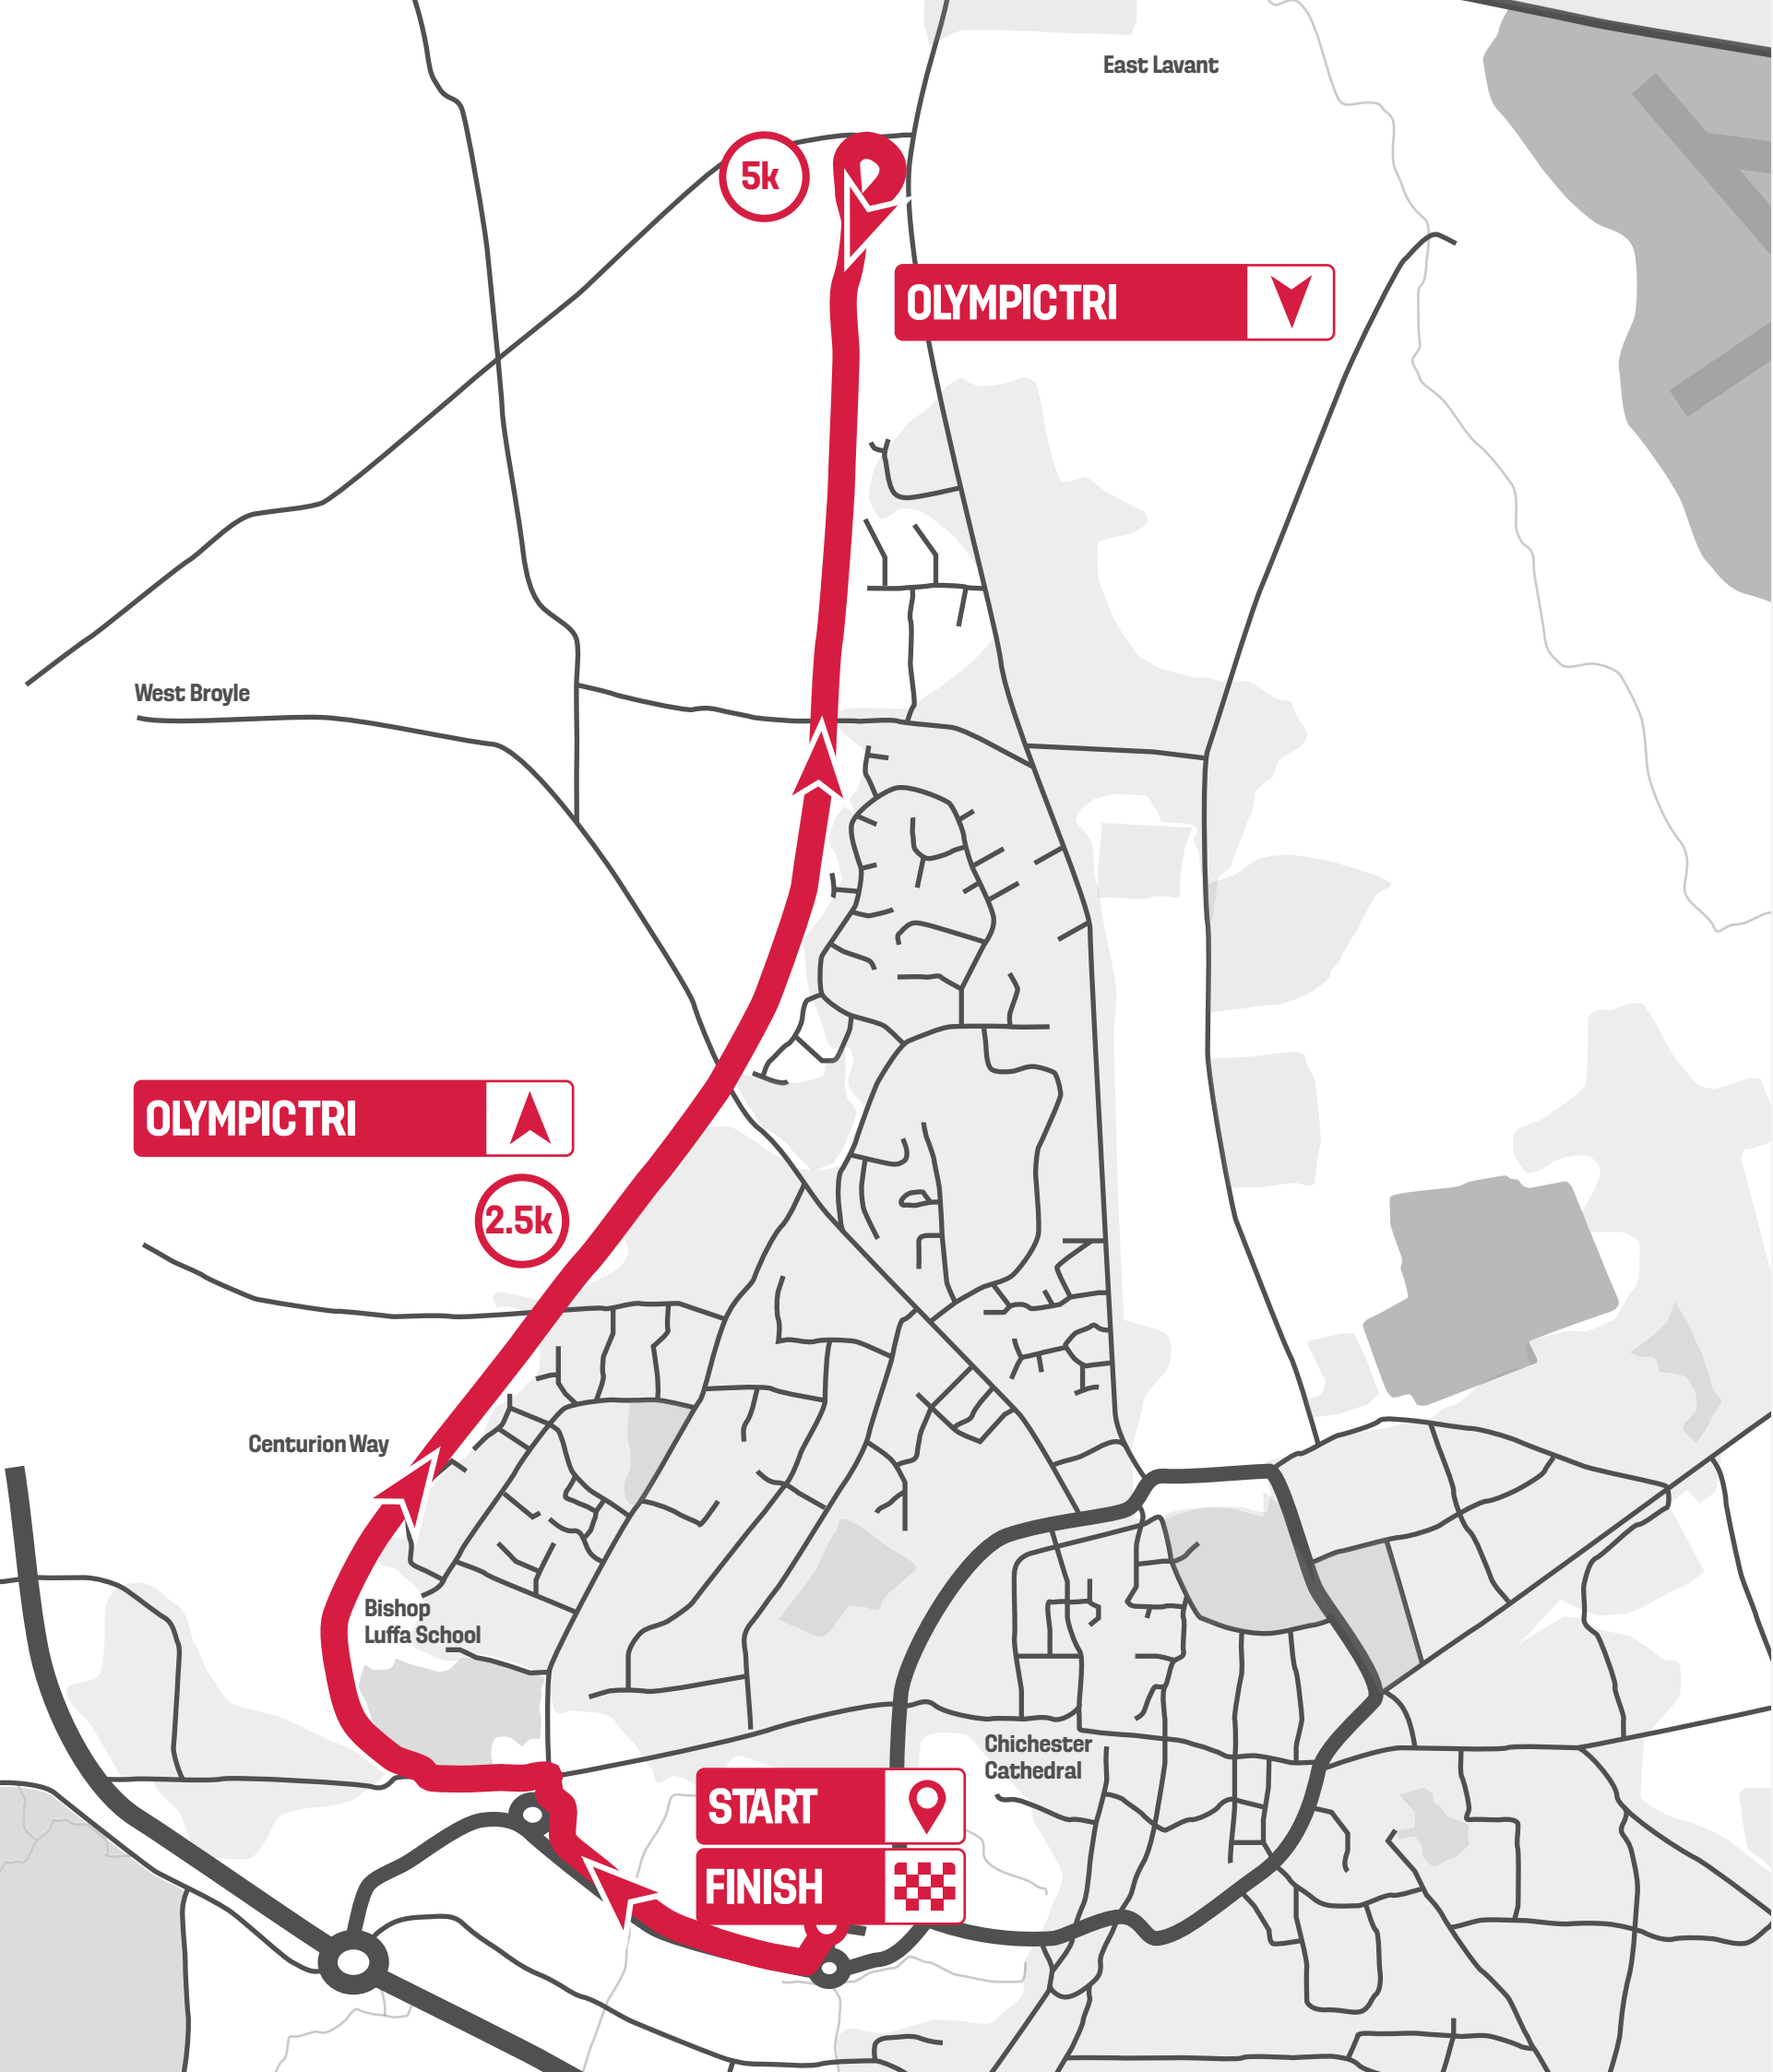 East Lavant
5k
OLYMPICTRI
West Broyle
OLYMPICTRI
2.5k
Centurion Way
Bishop
Luffa School
Chichester
Cathedral
START
FINISH